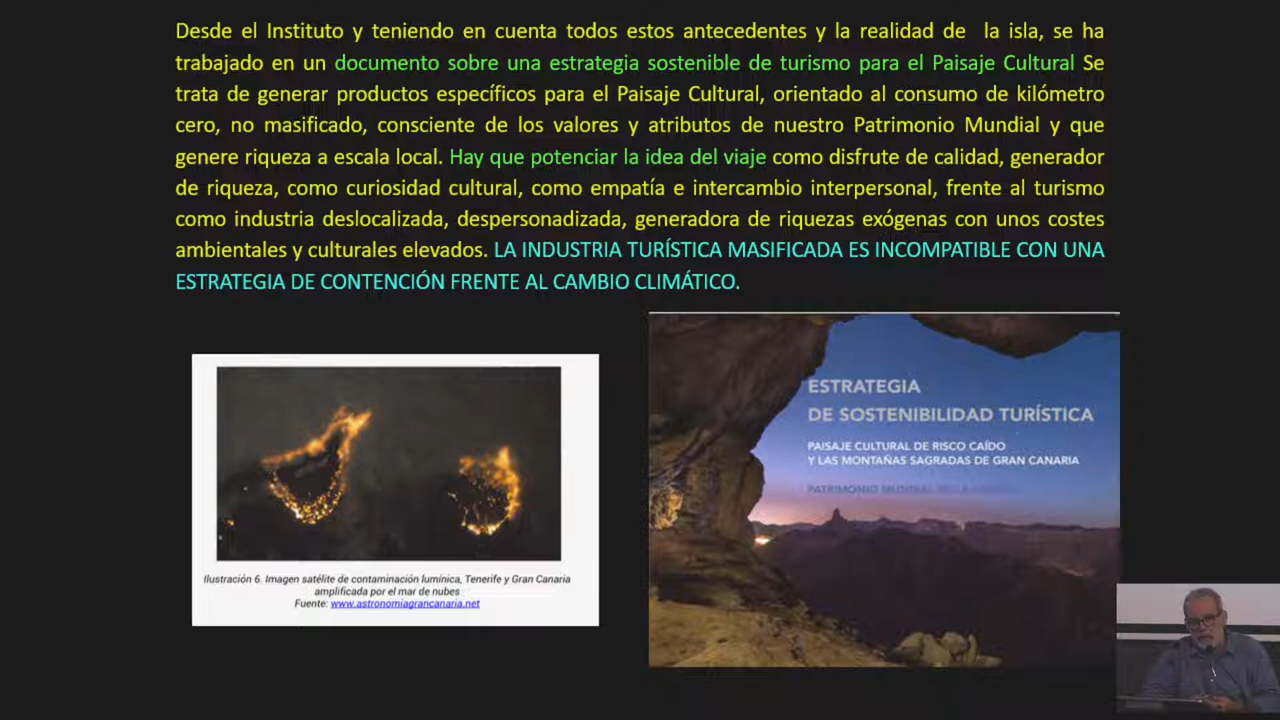 Desde el Instituto y teniendo en cuenta todos estos antecedentes y la realidad de la isla, se ha
trabajado en un documento sobre una estrategia sostenible de turismo para el Paisaje Cultural Se
trata de generar productos específicos para el Paisaje Cultural, orientado al consumo de kilómetro
cero, no masificado, consciente de los valores y atributos de nuestro Patrimonio Mundial y que
genere riqueza a escala local. Hay que potenciar la idea del viaje como disfrute de calidad, generador
de riqueza, como curiosidad cultural, como empatía e intercambio interpersonal, frente al turismo
como industria deslocalizada, despersonadizada, generadora de riquezas exógenas con unos costes
ambientales y culturales elevados. LA INDUSTRIA TURÍSTICA MASIFICADA ES INCOMPATIBLE CON UNA
ESTRATEGIA DE CONTENCIÓN FRENTE AL CAMBIO CLIMÁTICO.
Ilustración 6. Imagen satélite de contaminación lumínica, Tenerife y Gran Canaria
amplificada por el mar de nubes
Fuente: www.astronomiagrancanaria.net
ESTRATEGIA
DE SOSTENIBILIDAD TURÍSTICA
PAISAJE CULTURAL DE RISCO CAÍDO
Y LAS MONTAÑAS SAGRADAS DE GRAN CANARIA
PATRIMONIO MUNDIAL